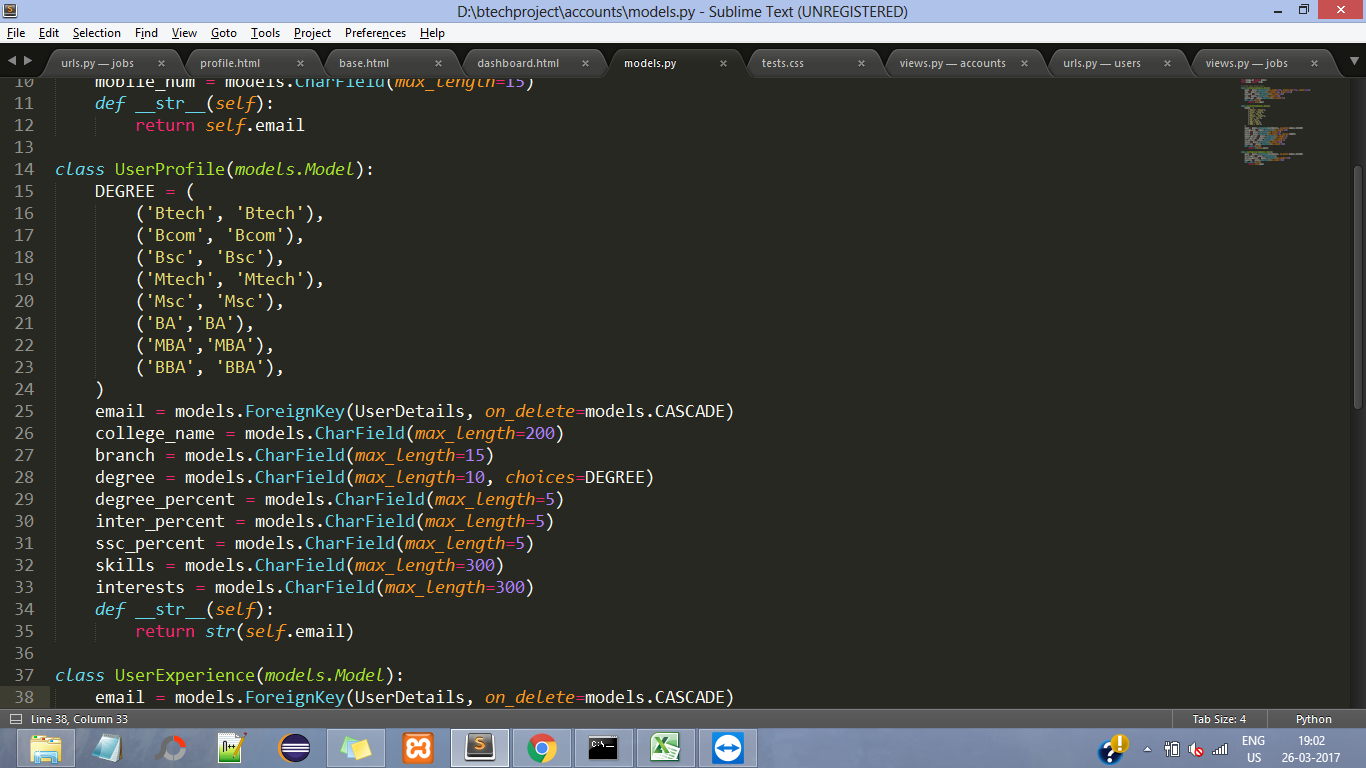 D:\btechproject\accounts\models.py - Sublime Text (UNREGISTERED)
File Edit Selection Find View Goto Tools Project Preferences Help
urls.py — jobs × profile.html × base.html × dashboard.html × models.py × tests.css × views.py — accounts × urls.py — users × views.py — jobs ×
10 mobile_num = models.CharField(max_length=15)
11 def __str__(self):
12 return self.email
13
14 class UserProfile(models.Model):
15 DEGREE = (
16 ('Btech', 'Btech'),
17 ('Bcom', 'Bcom'),
18 ('Bsc', 'Bsc'),
19 ('Mtech', 'Mtech'),
20 ('Msc', 'Msc'),
21 ('BA','BA'),
22 ('MBA','MBA'),
23 ('BBA', 'BBA'),
24 )
25 email = models.ForeignKey(UserDetails, on_delete=models.CASCADE)
26 college_name = models.CharField(max_length=200)
27 branch = models.CharField(max_length=15)
28 degree = models.CharField(max_length=10, choices=DEGREE)
29 degree_percent = models.CharField(max_length=5)
30 inter_percent = models.CharField(max_length=5)
31 ssc_percent = models.CharField(max_length=5)
32 skills = models.CharField(max_length=300)
33 interests = models.CharField(max_length=300)
34 def __str__(self):
35 return str(self.email)
36
37 class UserExperience(models.Model):
38 email = models.ForeignKey(UserDetails, on_delete=models.CASCADE)
Line 38, Column 33 Tab Size: 4 Python
ENG 19:02
US 26-03-2017